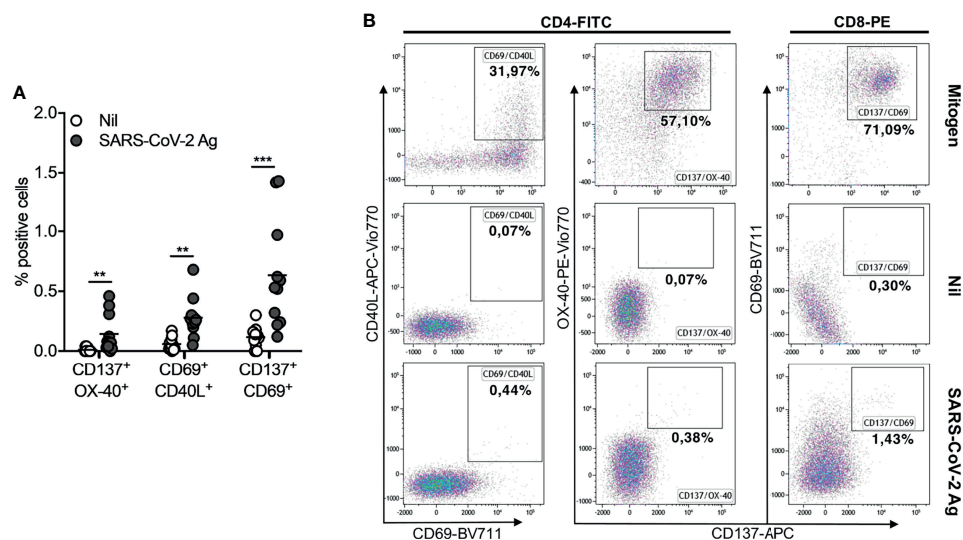 A
% positive cells
2.0
1.5
1.0
0.5
0.0
Nil
SARS-CoV-2 Ag
**
**
***
CD137+
OX-40+
CD69+
CD40L+
CD137+
CD69+
B
CD4-FITC
CD8-PE
CD69/CD40L
31,97%
57,10%
CD137/OX-40
CD137/CD69
71,09%
Mitogen
CD69/CD40L
0,07%
0,07%
CD137/OX-40
CD137/CD69
0,30%
Nil
CD69/CD40L
0,44%
0,38%
CD137/OX-40
CD137/CD69
1,43%
SARS-CoV-2 Ag
CD40L-APC-Vio770
OX-40-PE-Vio770
CD69-BV711
CD69-BV711
CD137-APC